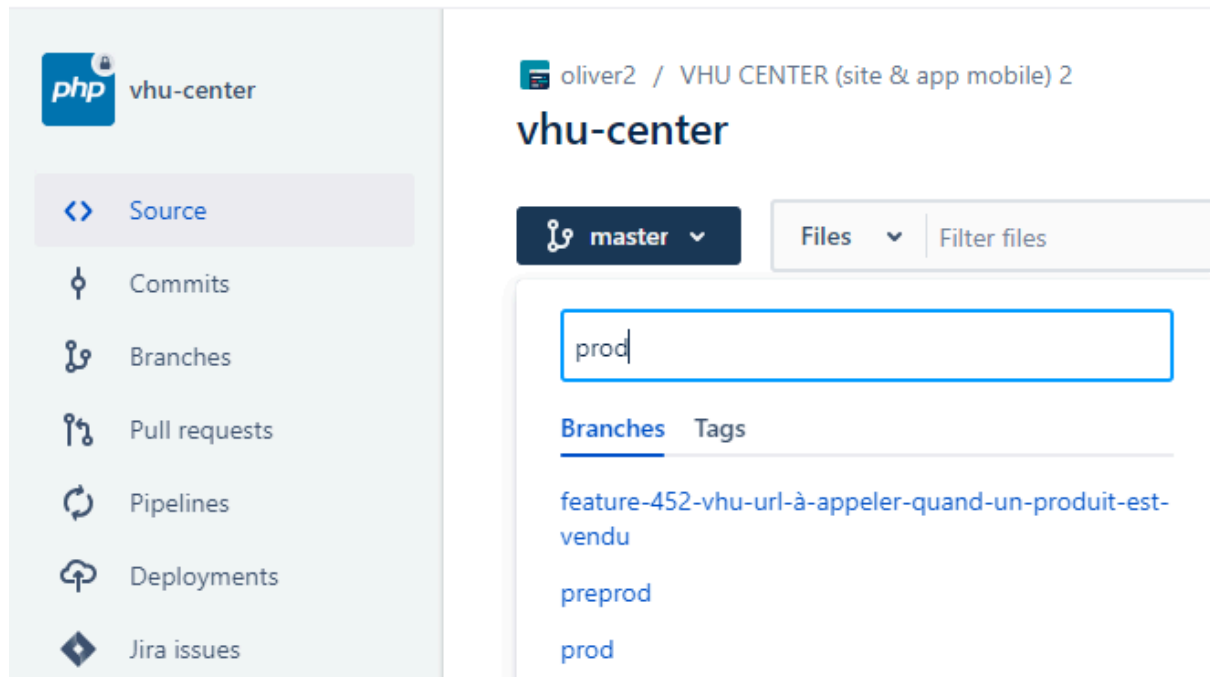 php
vhu-center
oliver2 / VHU CENTER (site & app mobile) 2
vhu-center
Source
Commits
Branches
Pull requests
Pipelines
Deployments
Jira issues
master
Files
Filter files
prod
Branches Tags
feature-452-vhu-url-à-appeler-quand-un-produit-est-
vendu
preprod
prod